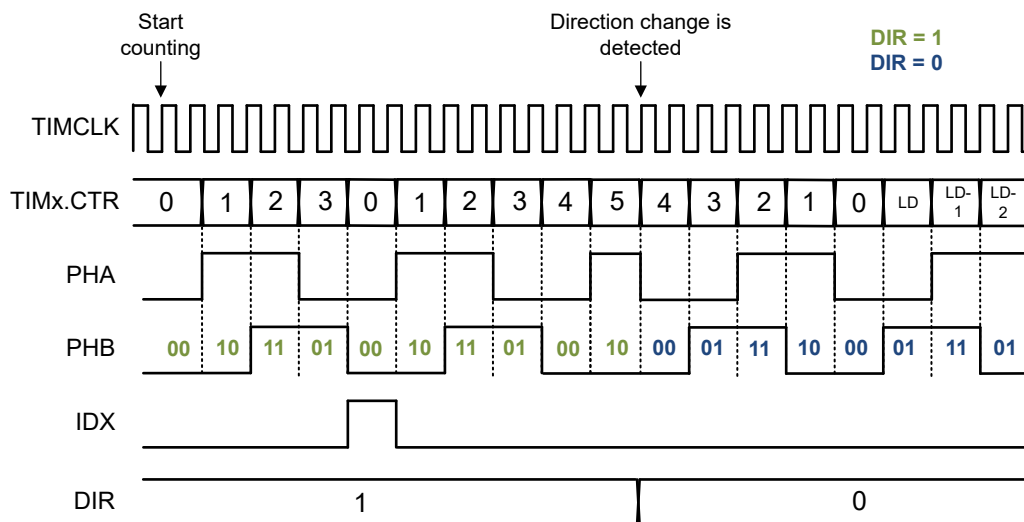 Start
counting
Direction change is
detected
DIR = 1
DIR = 0
TIMCLK
TIMx.CTR 0 1 2 3 0 1 2 3 4 5 4 3 2 1 0 LD LD-1 LD-2
PHA
PHB 00 10 11 01 00 10 11 01 00 10 00 01 11 10 00 01 11 01
IDX
DIR 1 0